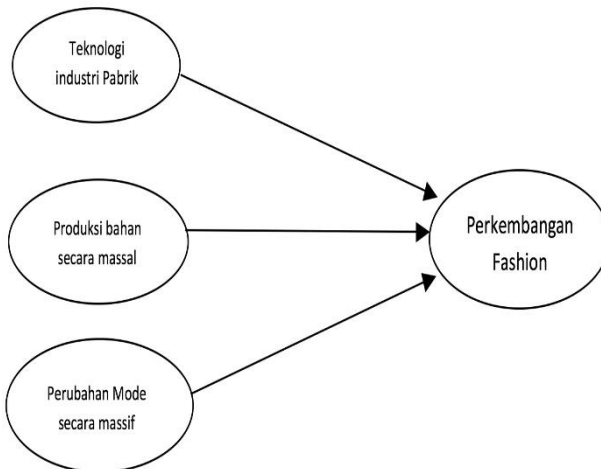 Teknologi
industri Pabrik
Produksi bahan
secara massal
Perkembangan
Fashion
Perubahan Mode
secara massif